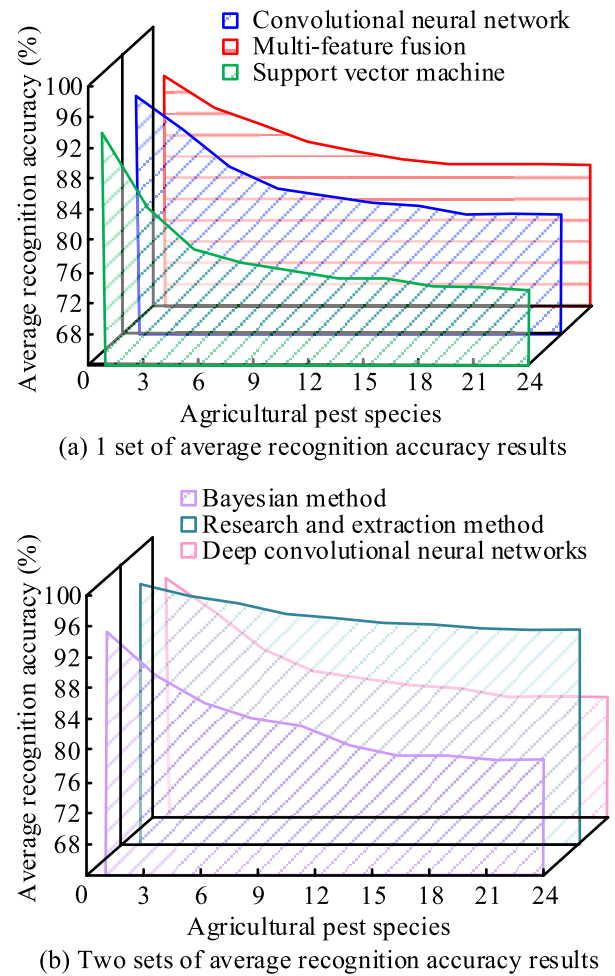 Convolutional neural network
Multi-feature fusion
Support vector machine
Average recognition accuracy (%)
100
96
92
88
84
80
76
72
68
0 3 6 9 12 15 18 21 24
Agricultural pest species
(a) 1 set of average recognition accuracy results
Bayesian method
Research and extraction method
Deep convolutional neural networks
Average recognition accuracy (%)
100
96
92
88
84
80
76
72
68
0 3 6 9 12 15 18 21 24
Agricultural pest species
(b) Two sets of average recognition accuracy results